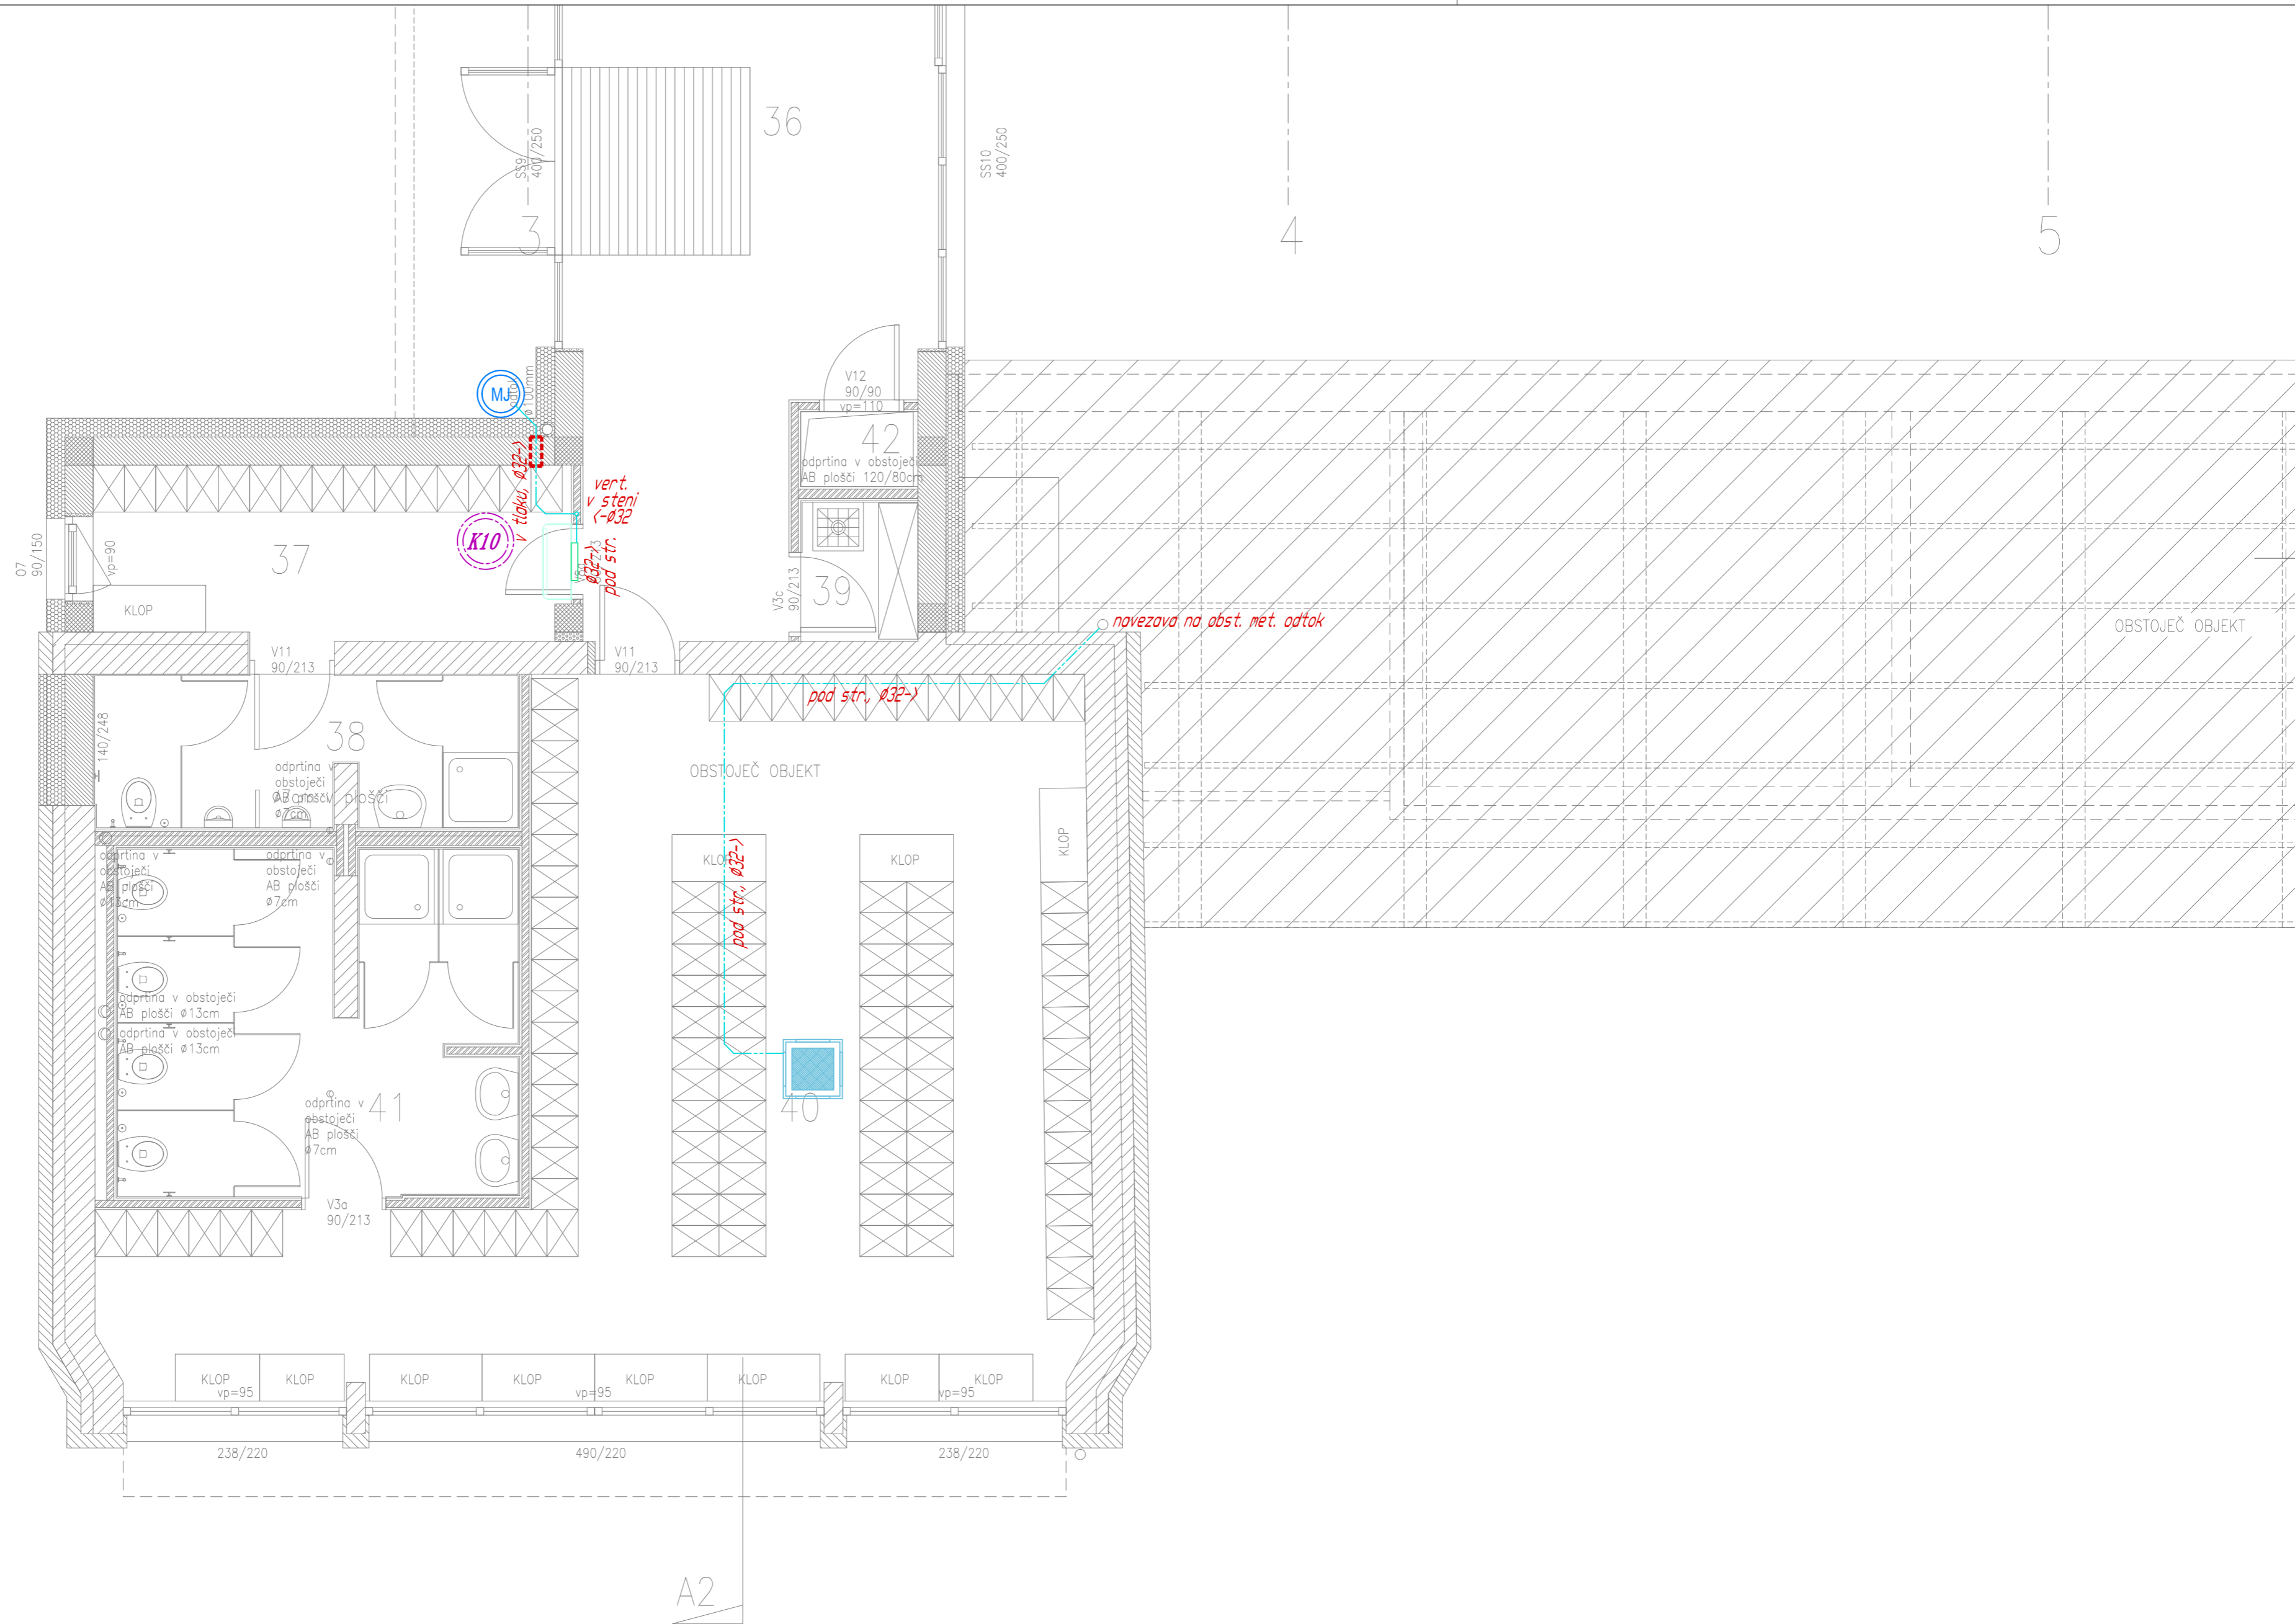 36
SS9
400/250
SS10
400/250
3
4
5
MJ
odtok
ø100mm
V12
90/90
vp=110
42
odprtina v obstoječi
AB plošči 120/80cm
v tlaku, ø32->
vert.
v steni
<-ø32
ø32->
pod str.
K10
37
O7
90/150
vp=90
KLOP
39
V3c
90/213
navezava na obst. met. odtok
OBSTOJEČ OBJEKT
V11
90/213
V11
90/213
pod str., ø32->
140/248
38
odprtina v
obstoječi
AB plošči
ø7cm
OBSTOJEČ OBJEKT
odprtina v
obstoječi
AB plošči
ø13cm
odprtina v
obstoječi
AB plošči
ø7cm
KLOP
pod str., ø32->
KLOP
KLOP
odprtina v obstoječi
AB plošči ø13cm
odprtina v obstoječi
AB plošči ø13cm
40
41
odprtina v
obstoječi
AB plošči
ø7cm
V3a
90/213
KLOP
KLOP
KLOP
KLOP
KLOP
KLOP
KLOP
KLOP
vp=95
vp=95
vp=95
238/220
490/220
238/220
A2